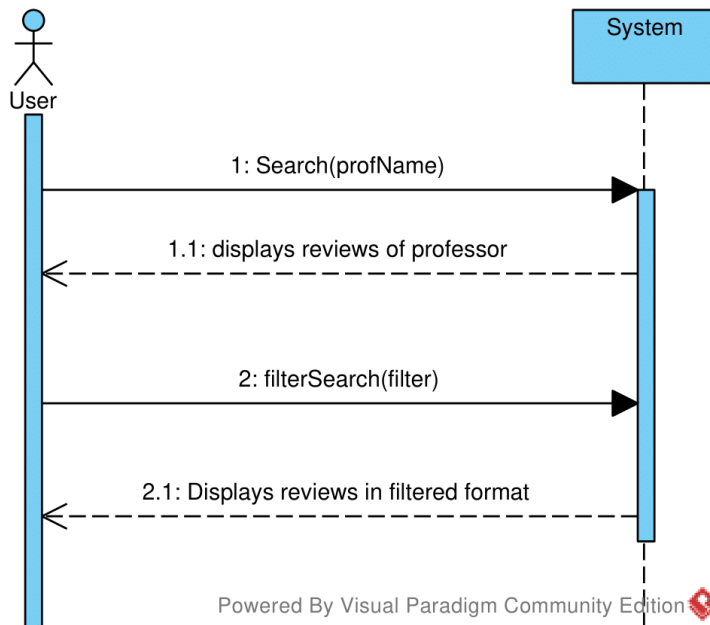 System
User
1: Search(profName)
1.1: displays reviews of professor
2: filterSearch(filter)
2.1: Displays reviews in filtered format
Powered By Visual Paradigm Community Edition